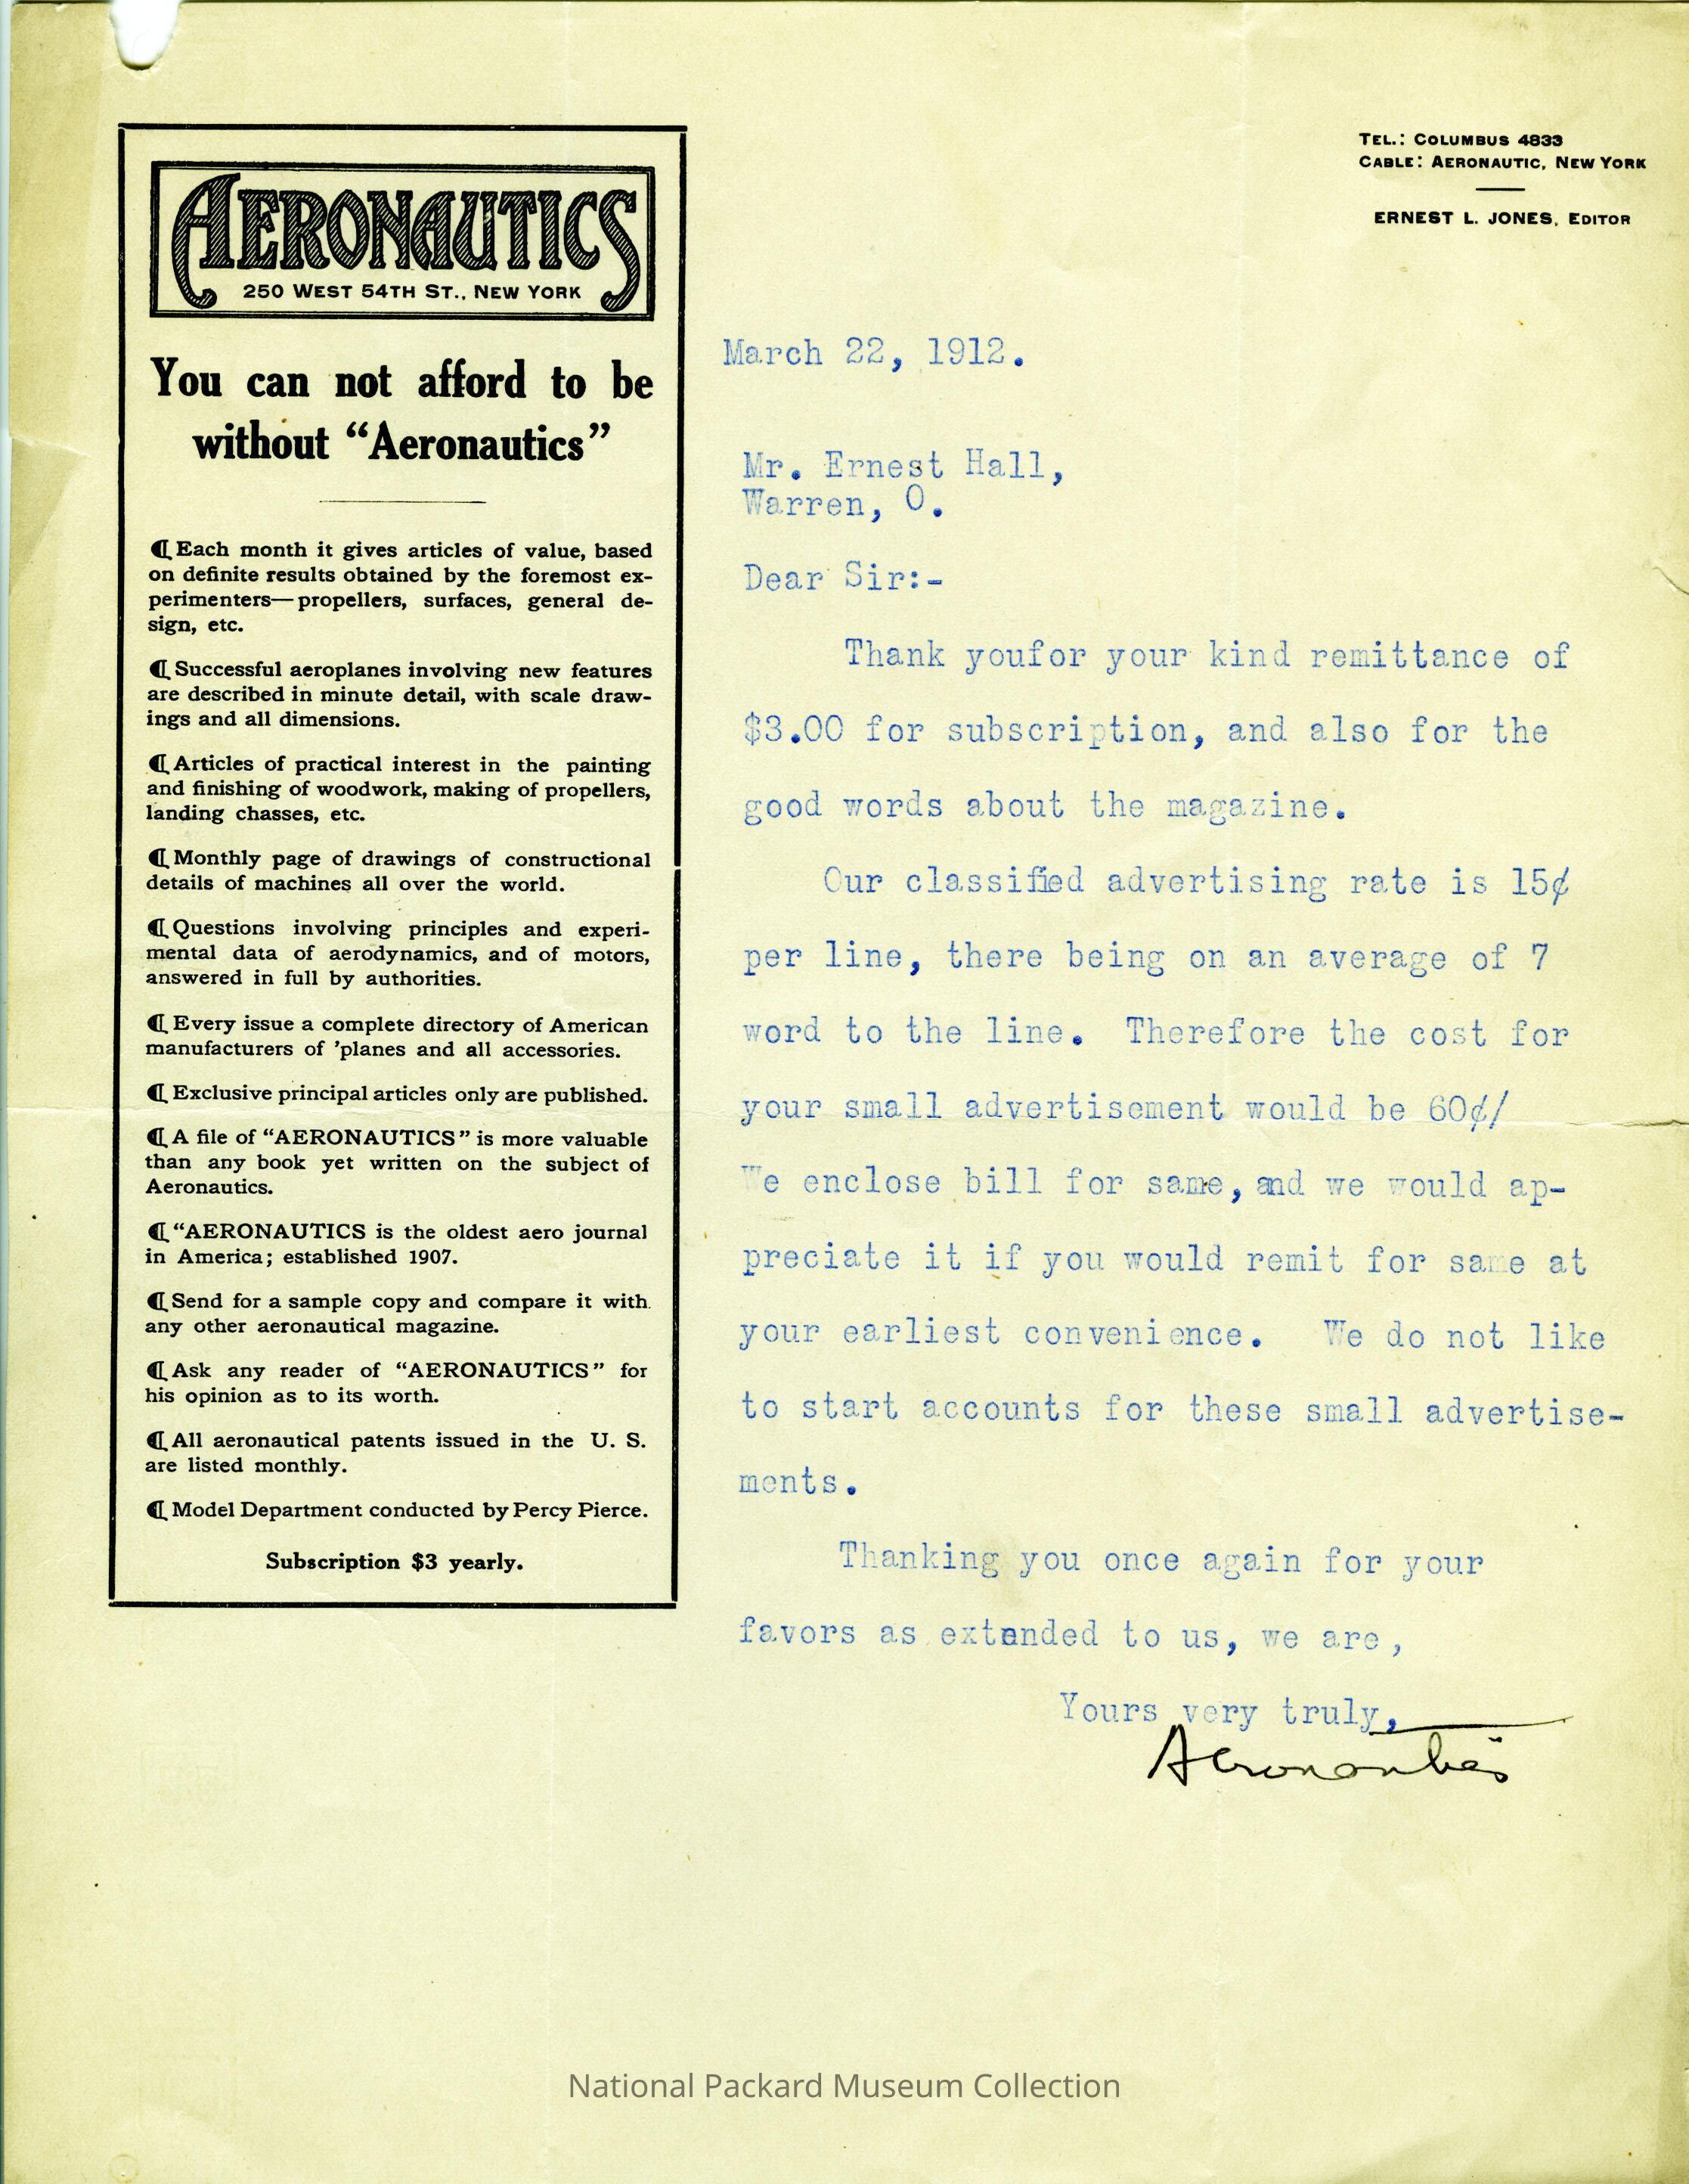 TEL.: COLUMBUS 4833
CABLE: AERONAUTIC, NEW YORK
ERNEST L. JONES, EDITOR
AERONAUTICS
250 WEST 54TH ST., NEW YORK
You can not afford to be
without “Aeronautics”
¶ Each month it gives articles of value, based
on definite results obtained by the foremost ex-
perimenters—propellers, surfaces, general de-
sign, etc.
¶ Successful aeroplanes involving new features
are described in minute detail, with scale draw-
ings and all dimensions.
¶ Articles of practical interest in the painting
and finishing of woodwork, making of propellers,
landing chasses, etc.
¶ Monthly page of drawings of constructional
details of machines all over the world.
¶ Questions involving principles and experi-
mental data of aerodynamics, and of motors,
answered in full by authorities.
¶ Every issue a complete directory of American
manufacturers of 'planes and all accessories.
¶ Exclusive principal articles only are published.
¶ A file of “AERONAUTICS” is more valuable
than any book yet written on the subject of
Aeronautics.
¶ “AERONAUTICS is the oldest aero journal
in America; established 1907.
¶ Send for a sample copy and compare it with
any other aeronautical magazine.
¶ Ask any reader of “AERONAUTICS” for
his opinion as to its worth.
¶ All aeronautical patents issued in the U. S.
are listed monthly.
¶ Model Department conducted by Percy Pierce.
Subscription $3 yearly.
March 22, 1912.
Mr. Ernest Hall,
Warren, O.
Dear Sir:-
Thank youfor your kind remittance of
$3.00 for subscription, and also for the
good words about the magazine.
Our classified advertising rate is 15¢
per line, there being on an average of 7
word to the line. Therefore the cost for
your small advertisement would be 60¢/
We enclose bill for same, and we would ap-
preciate it if you would remit for same at
your earliest convenience. We do not like
to start accounts for these small advertise-
ments.
Thanking you once again for your
favors as extended to us, we are,
Yours very truly,
Aeronautics
National Packard Museum Collection